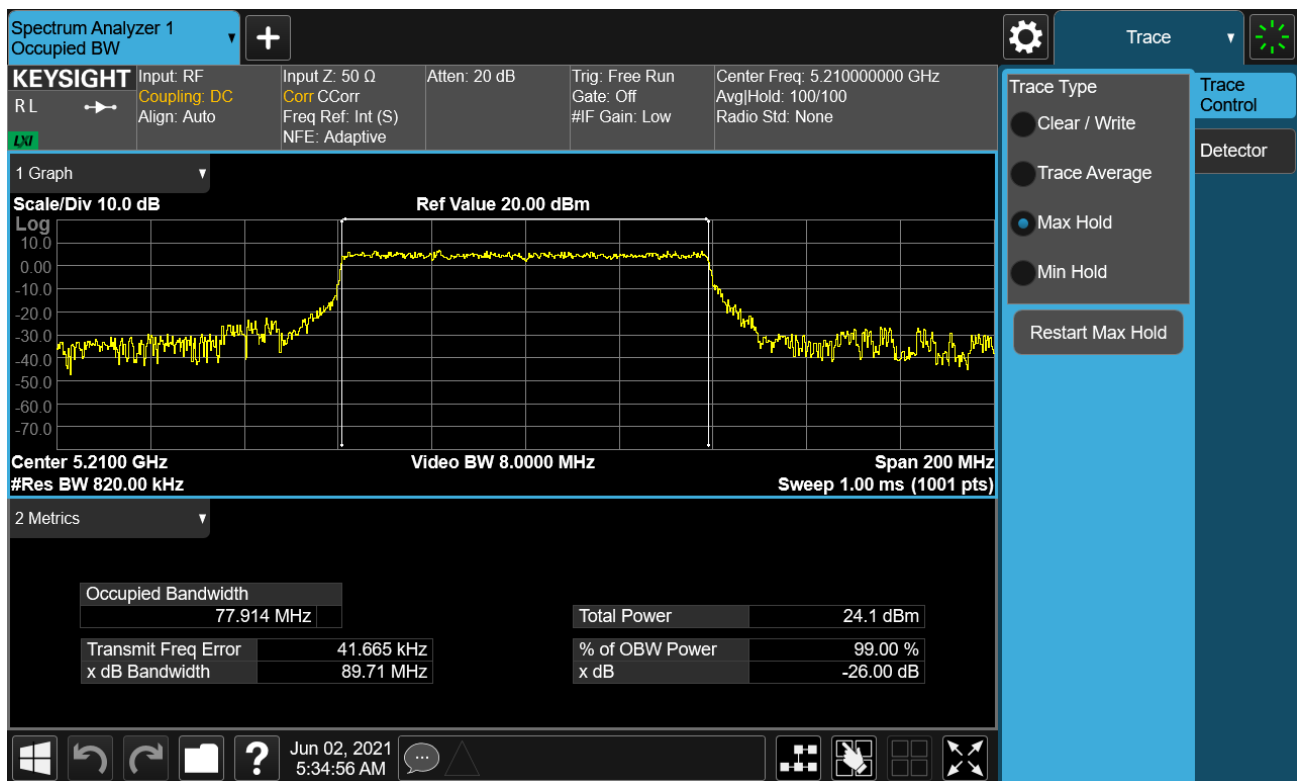 Spectrum Analyzer 1
Occupied BW
+
Trace
KEYSIGHT
R L
LXI
Input: RF
Coupling: DC
Align: Auto
Input Z: 50 Ω
Corr CCorr
Freq Ref: Int (S)
NFE: Adaptive
Atten: 20 dB
Trig: Free Run
Gate: Off
#IF Gain: Low
Center Freq: 5.210000000 GHz
Avg|Hold: 100/100
Radio Std: None
1 Graph
Scale/Div 10.0 dB
Ref Value 20.00 dBm
Log
10.0
0.00
-10.0
-20.0
-30.0
-40.0
-50.0
-60.0
-70.0
Center 5.2100 GHz
Video BW 8.0000 MHz
Span 200 MHz
#Res BW 820.00 kHz
Sweep 1.00 ms (1001 pts)
2 Metrics
Occupied Bandwidth
77.914 MHz
Total Power 24.1 dBm
Transmit Freq Error 41.665 kHz
% of OBW Power 99.00 %
x dB Bandwidth 89.71 MHz
x dB -26.00 dB
?
Jun 02, 2021
5:34:56 AM
Trace Type
Clear / Write
Trace Average
Max Hold
Min Hold
Restart Max Hold
Trace
Control
Detector